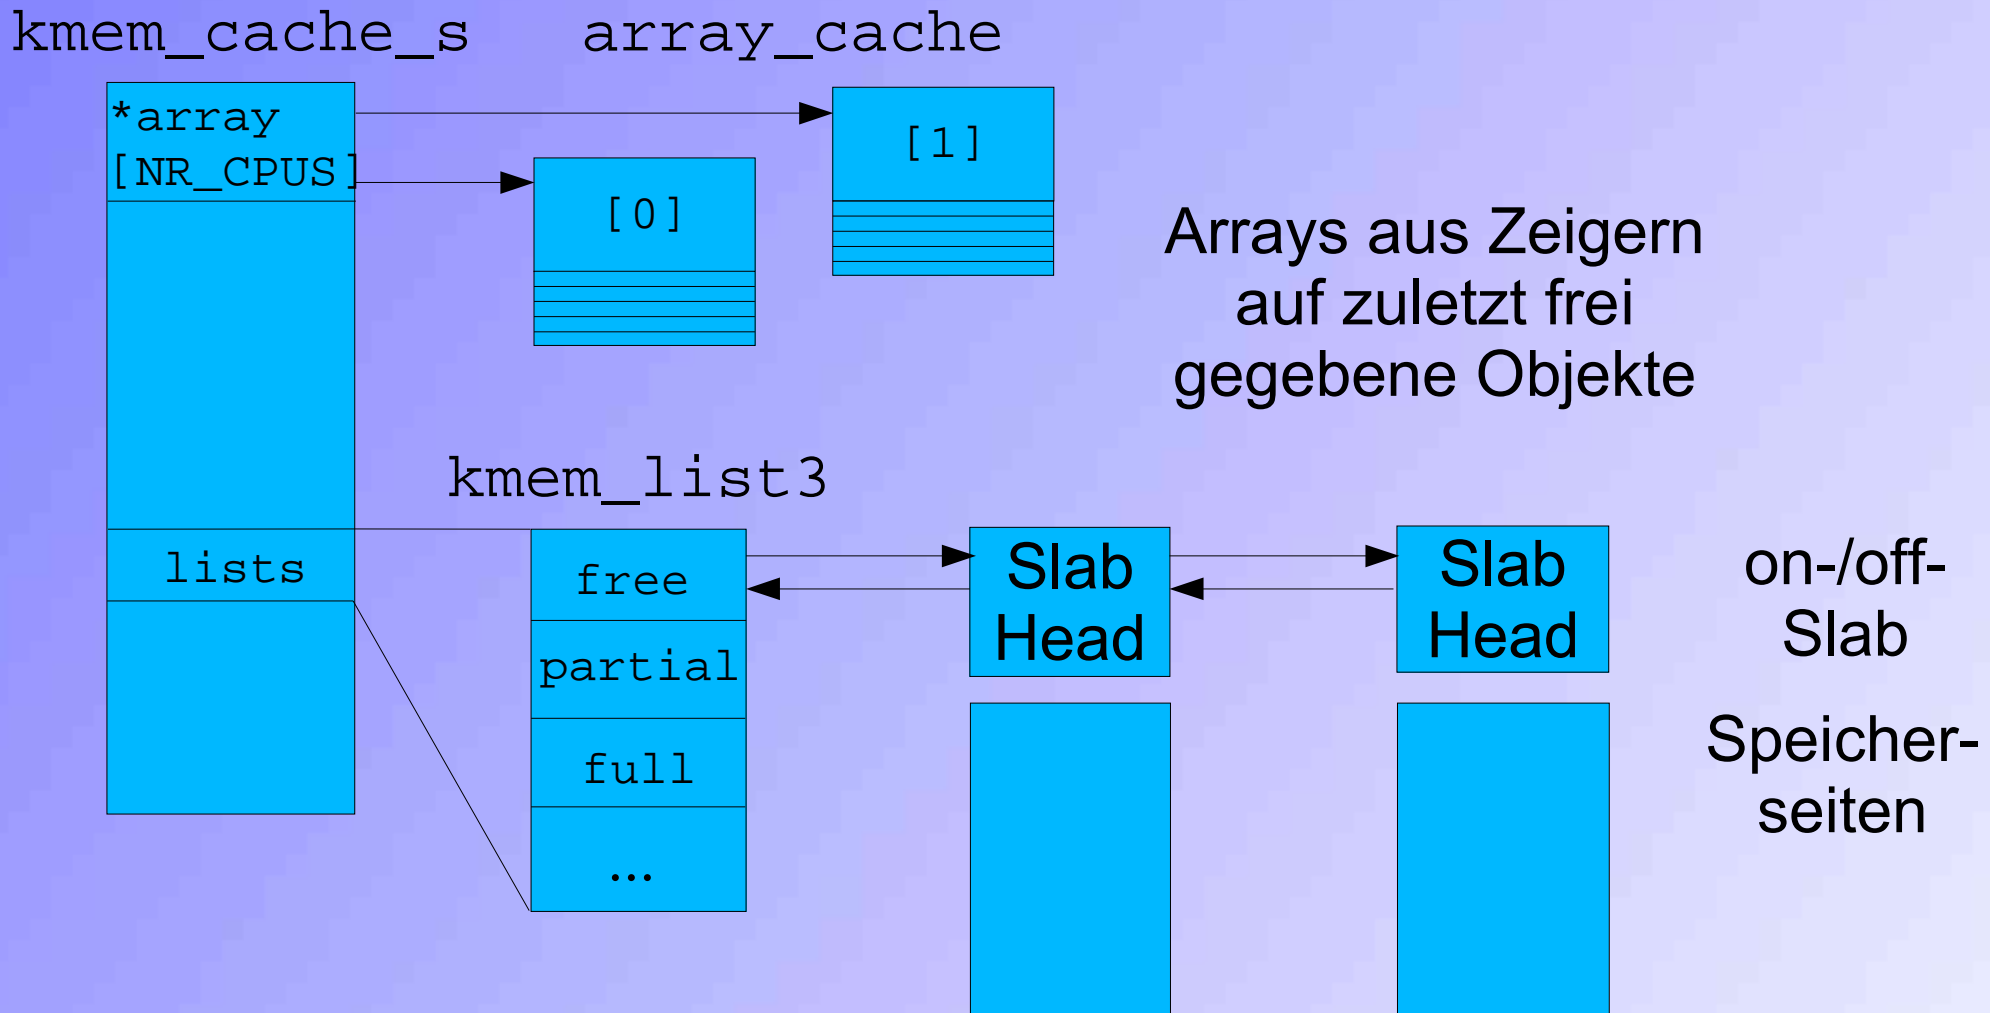 kmem_cache_s
array_cache
*array
[NR_CPUS]
[1]
[0]
Arrays aus Zeigern
auf zuletzt frei
gegebene Objekte
kmem_list3
lists
free
partial
full
...
Slab
Head
Slab
Head
on-/off-
Slab
Speicher-
seiten